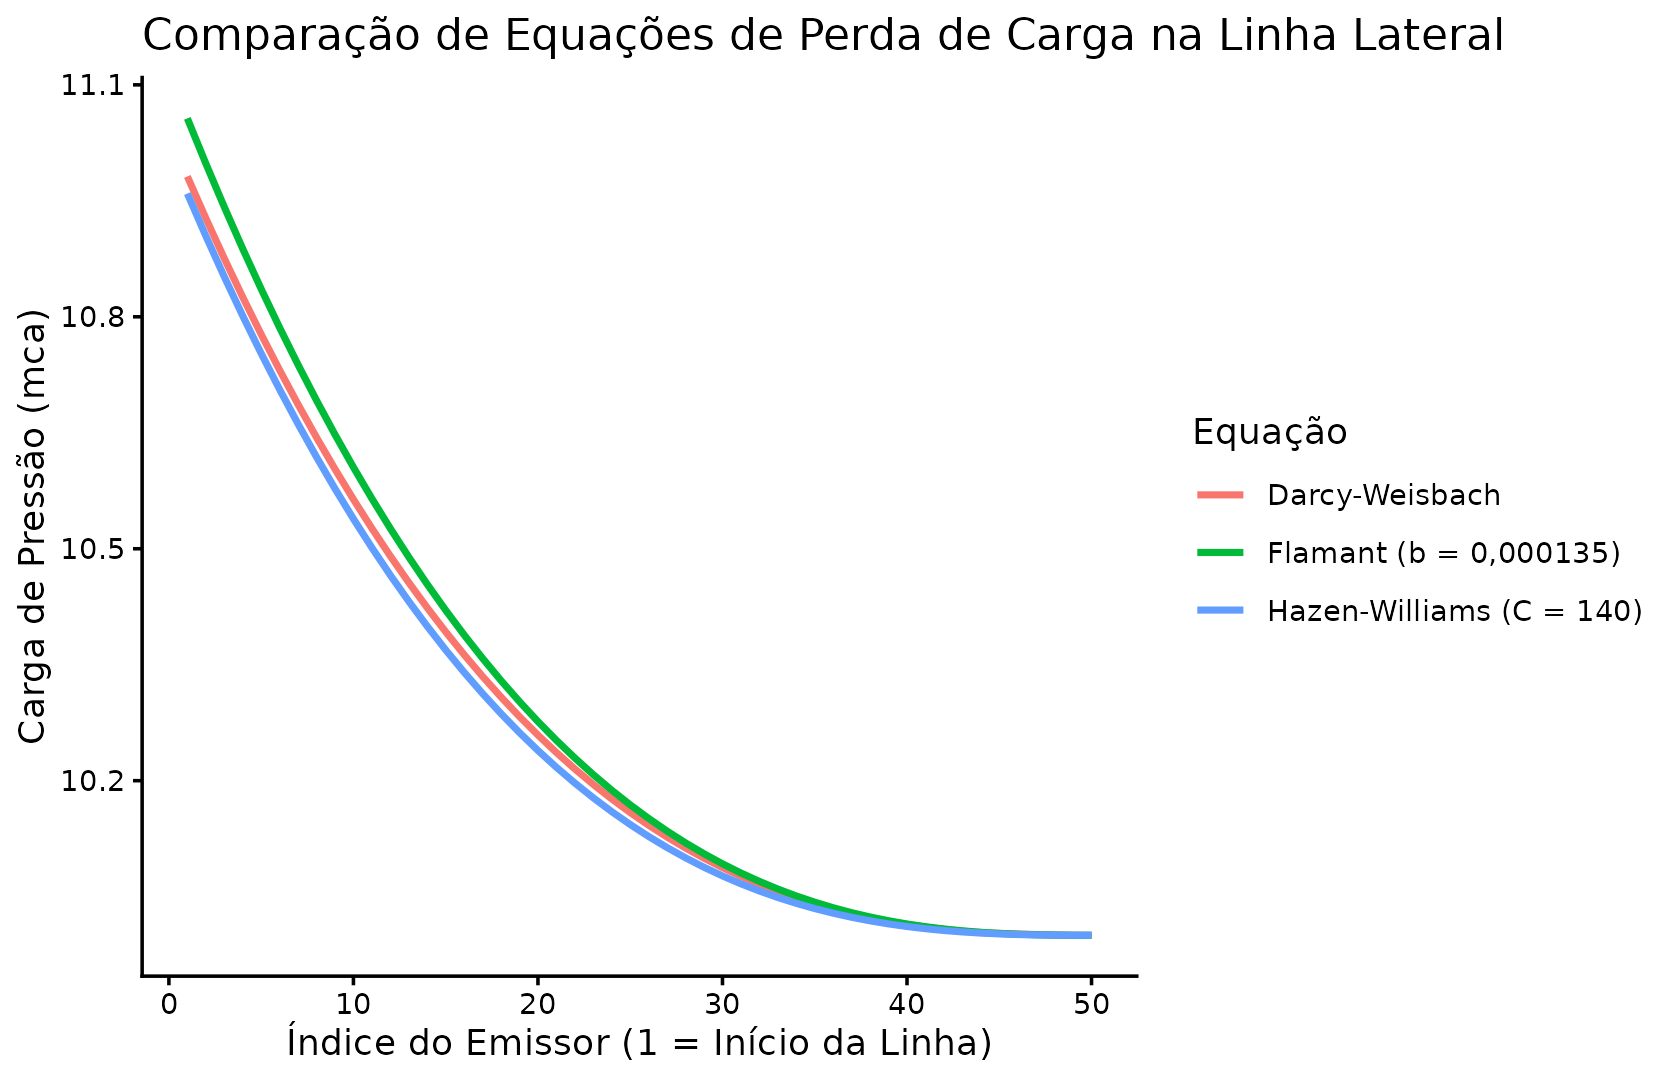 Comparação de Equações de Perda de Carga na Linha Lateral
11.1
10.8
10.5
10.2
Carga de Pressão (mca)
0 10 20 30 40 50
Índice do Emissor (1 = Início da Linha)
Equação
Darcy-Weisbach
Flamant (b = 0,000135)
Hazen-Williams (C = 140)